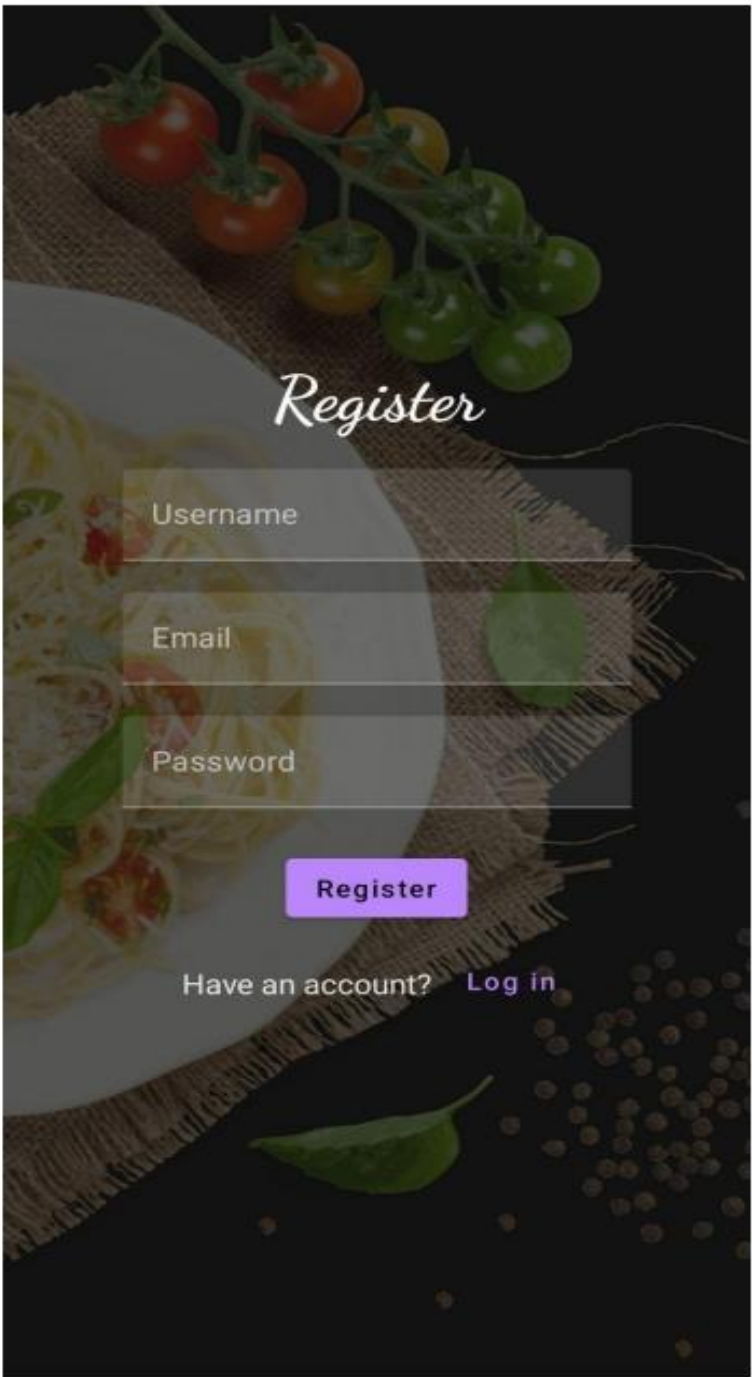 Register
Username
Email
Password
Register
Have an account? Log in